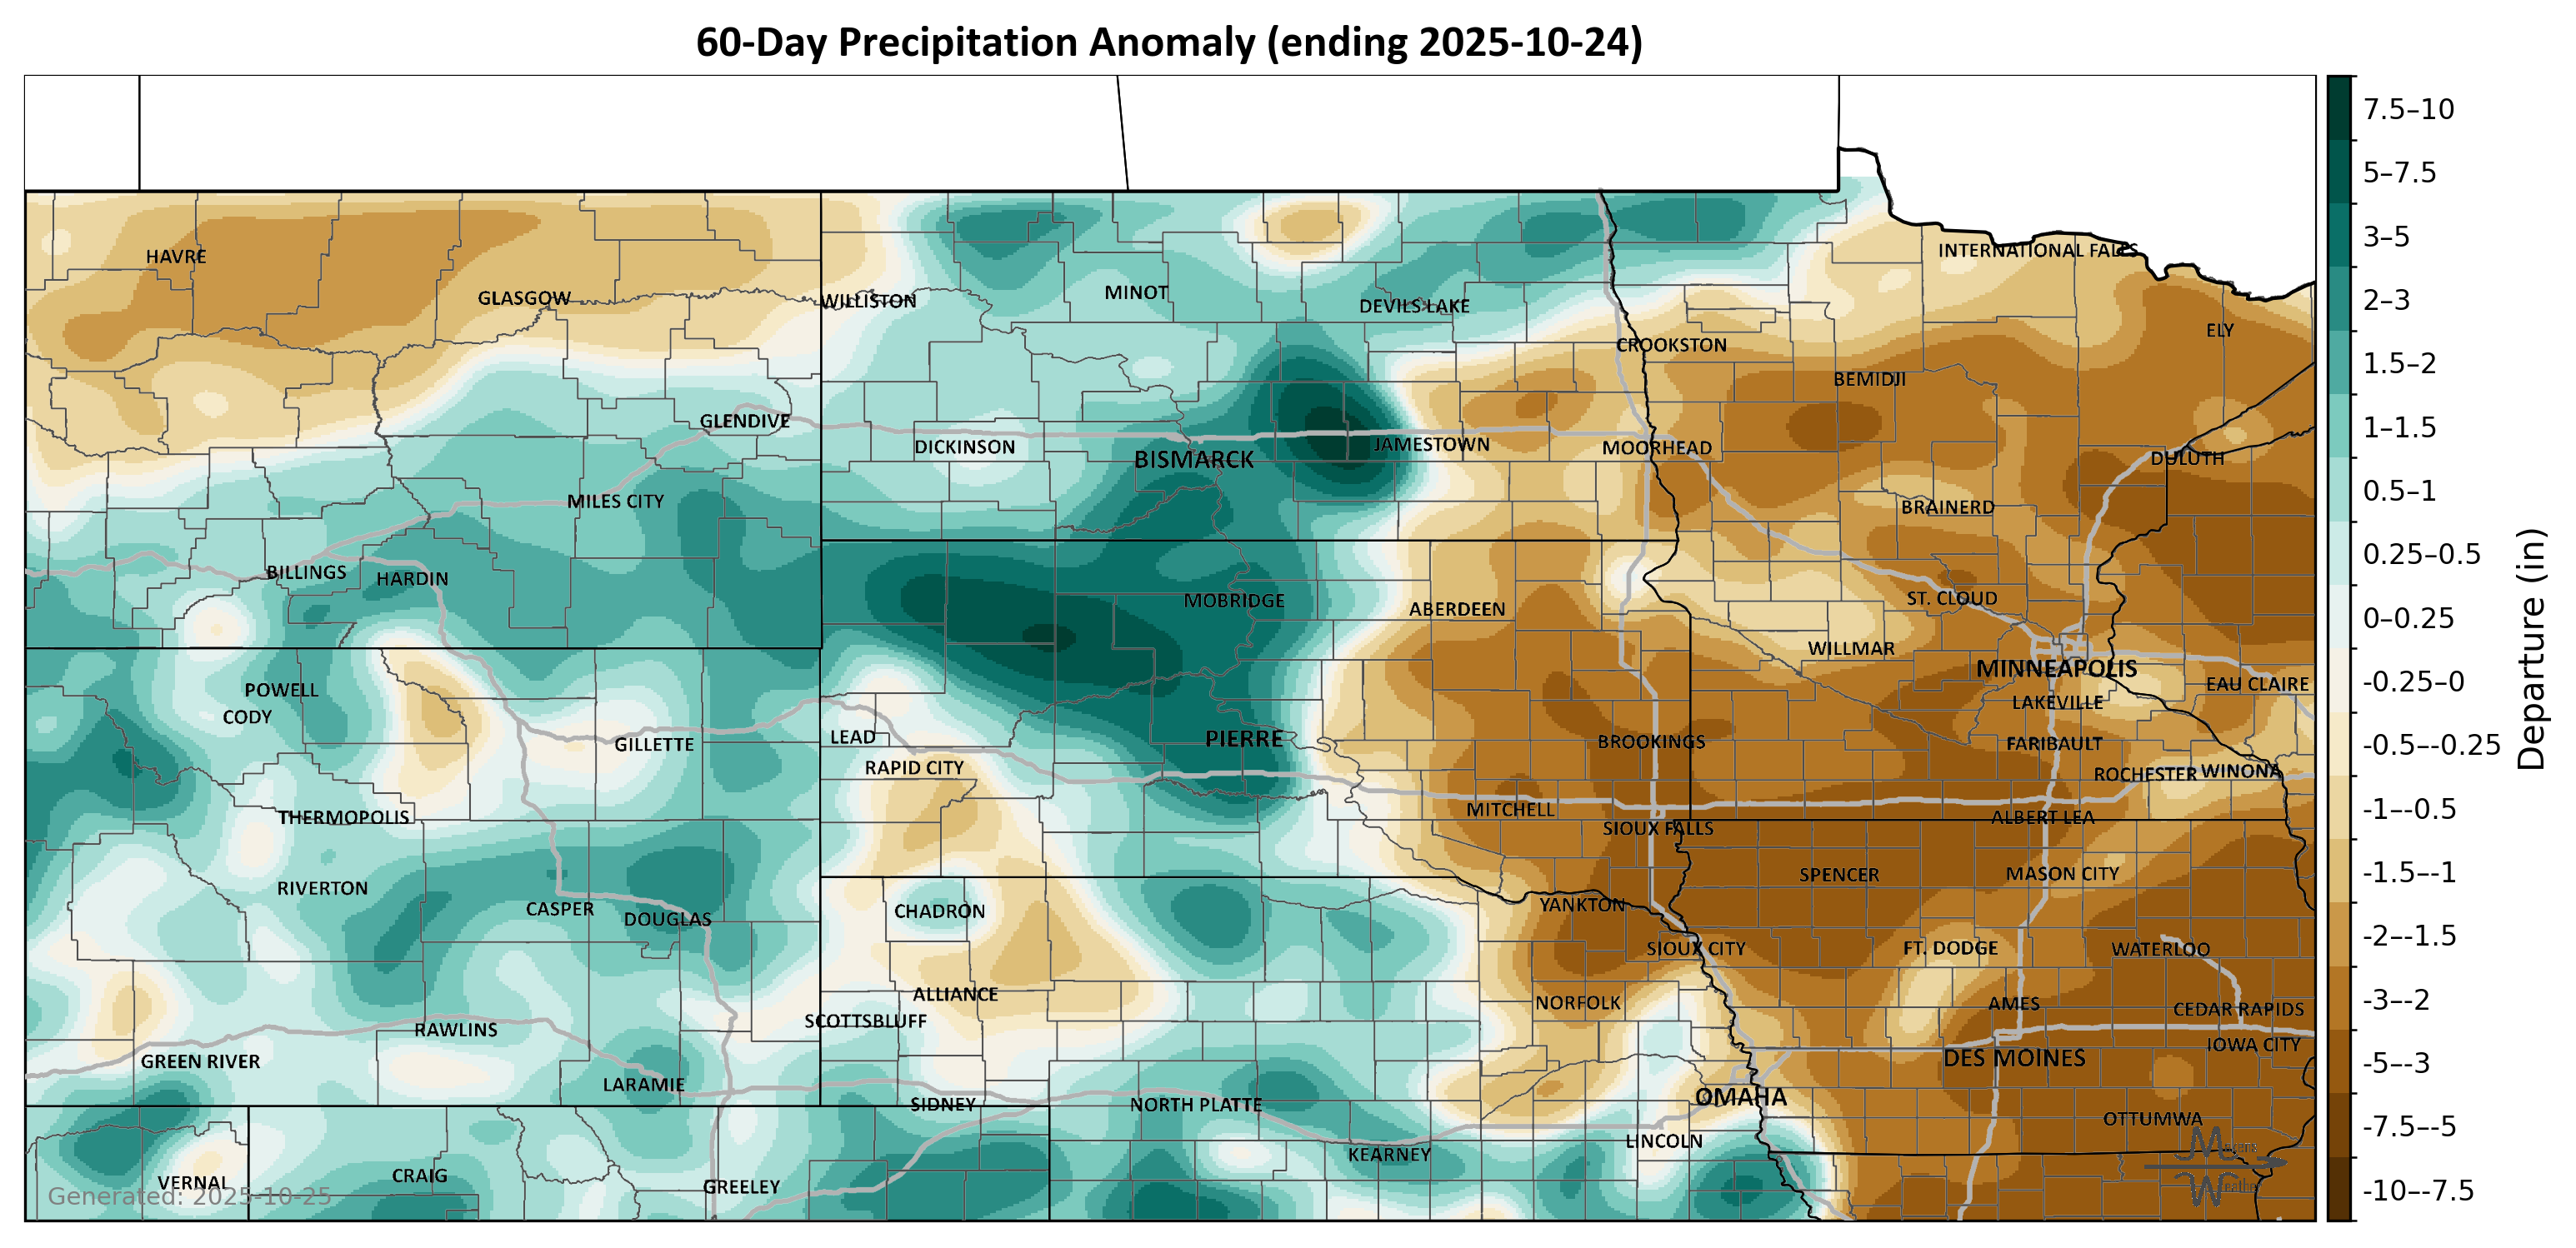 60-Day Precipitation Anomaly (ending 2025-10-24)
INTERNATIONAL FALLS
HAVRE
GLASGOW
WILLISTON
MINOT
DEVILS LAKE
ELY
CROOKSTON
BEMIDJI
GLENDIVE
DICKINSON
BISMARCK
JAMESTOWN
MOORHEAD
DULUTH
MILES CITY
BRAINERD
BILLINGS
HARDIN
MOBRIDGE
ABERDEEN
ST. CLOUD
WILLMAR
MINNEAPOLIS
POWELL
EAU CLAIRE
CODY
LAKEVILLE
GILLETTE
LEAD
PIERRE
BROOKINGS
FARIBAULT
RAPID CITY
ROCHESTER
WINONA
THERMOPOLIS
MITCHELL
ALBERT LEA
SIOUX FALLS
RIVERTON
SPENCER
MASON CITY
CASPER
DOUGLAS
CHADRON
YANKTON
SIOUX CITY
FT. DODGE
WATERLOO
ALLIANCE
NORFOLK
AMES
CEDAR RAPIDS
SCOTTSBLUFF
RAWLINS
IOWA CITY
GREEN RIVER
DES MOINES
LARAMIE
OMAHA
SIDNEY
NORTH PLATTE
OTTUMWA
LINCOLN
KEARNEY
VERNAL
CRAIG
GREELEY
Generated: 2025-10-25
7.5–10
5–7.5
3–5
2–3
1.5–2
1–1.5
0.5–1
0.25–0.5
0–0.25
-0.25–0
-0.5–-0.25
-1–-0.5
-1.5–-1
-2–-1.5
-3–-2
-5–-3
-7.5–-5
-10–-7.5
Departure (in)